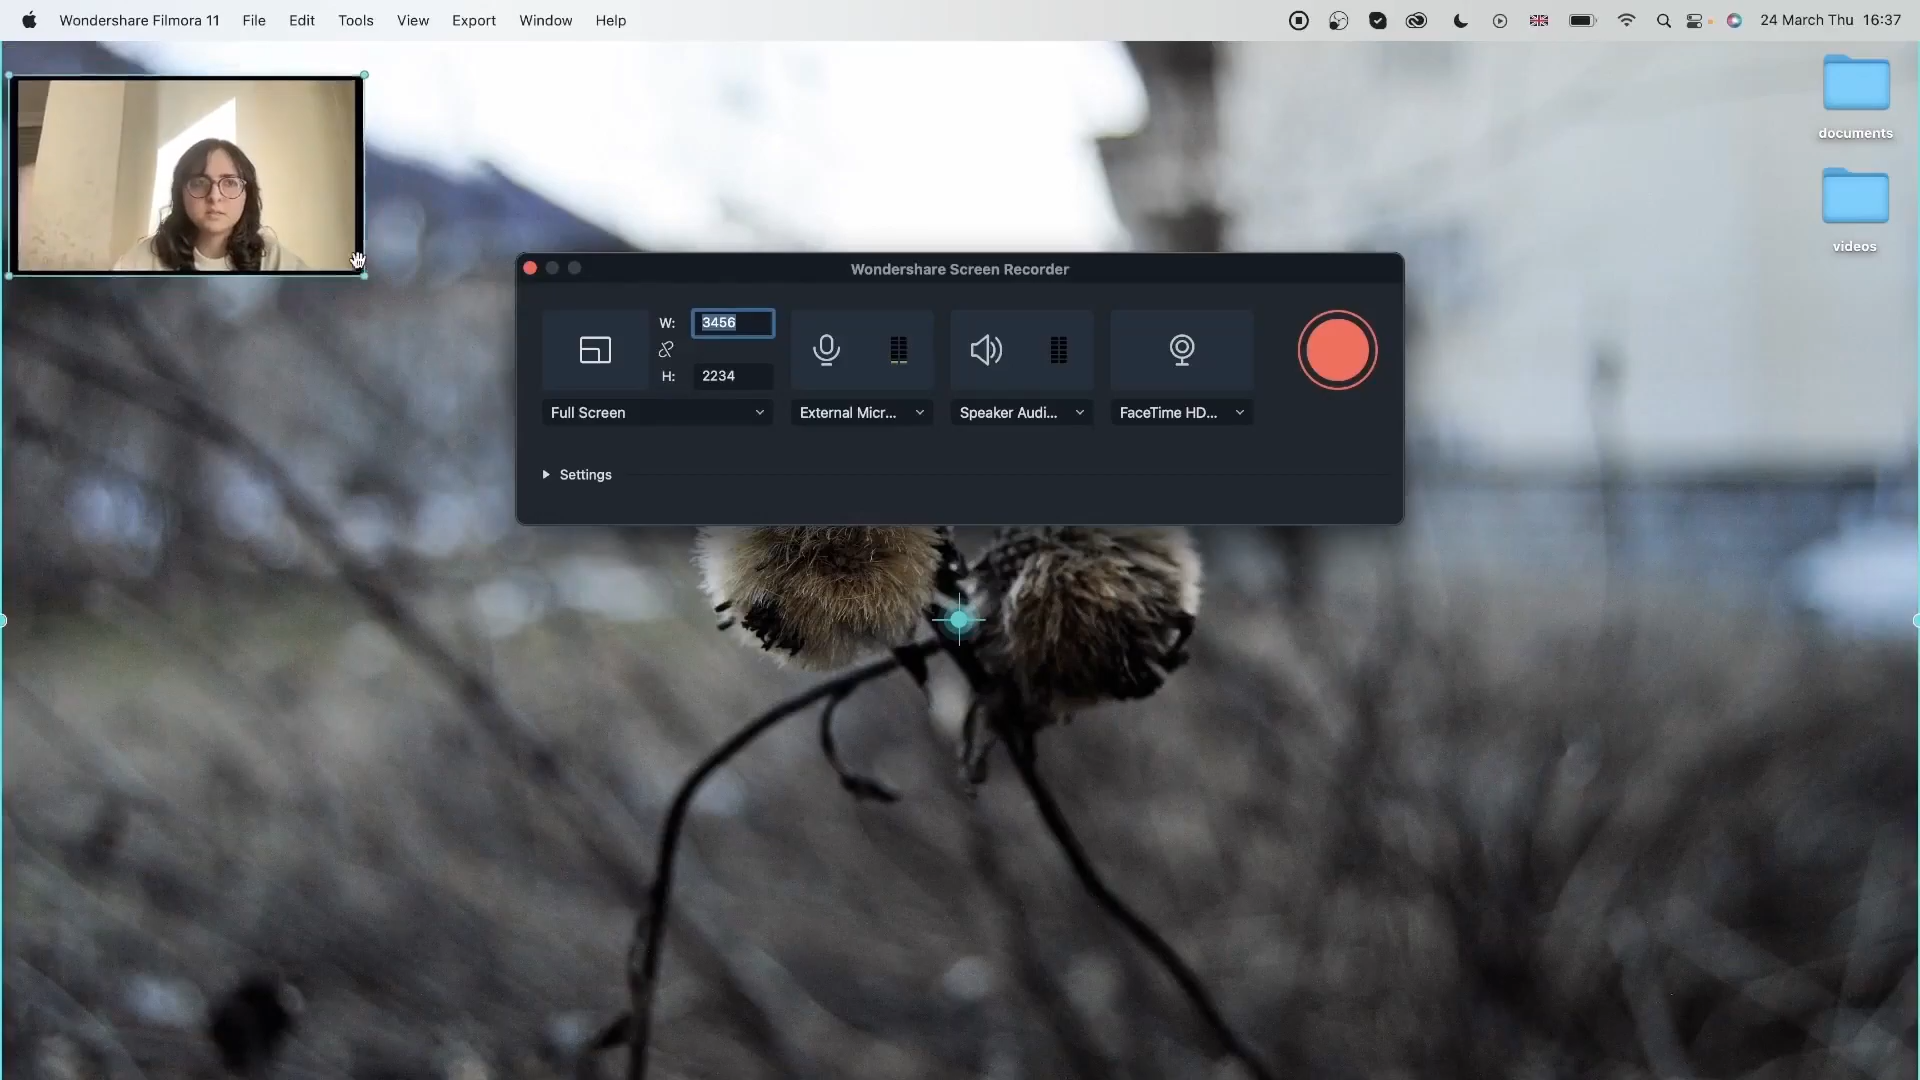 Wondershare Filmora 11 File Edit Tools View Export Window Help 24 March Thu 16:37
documents
videos
Wondershare Screen Recorder
W: 3456
H: 2234
Full Screen External Micr... Speaker Audi... FaceTime HD...
Settings